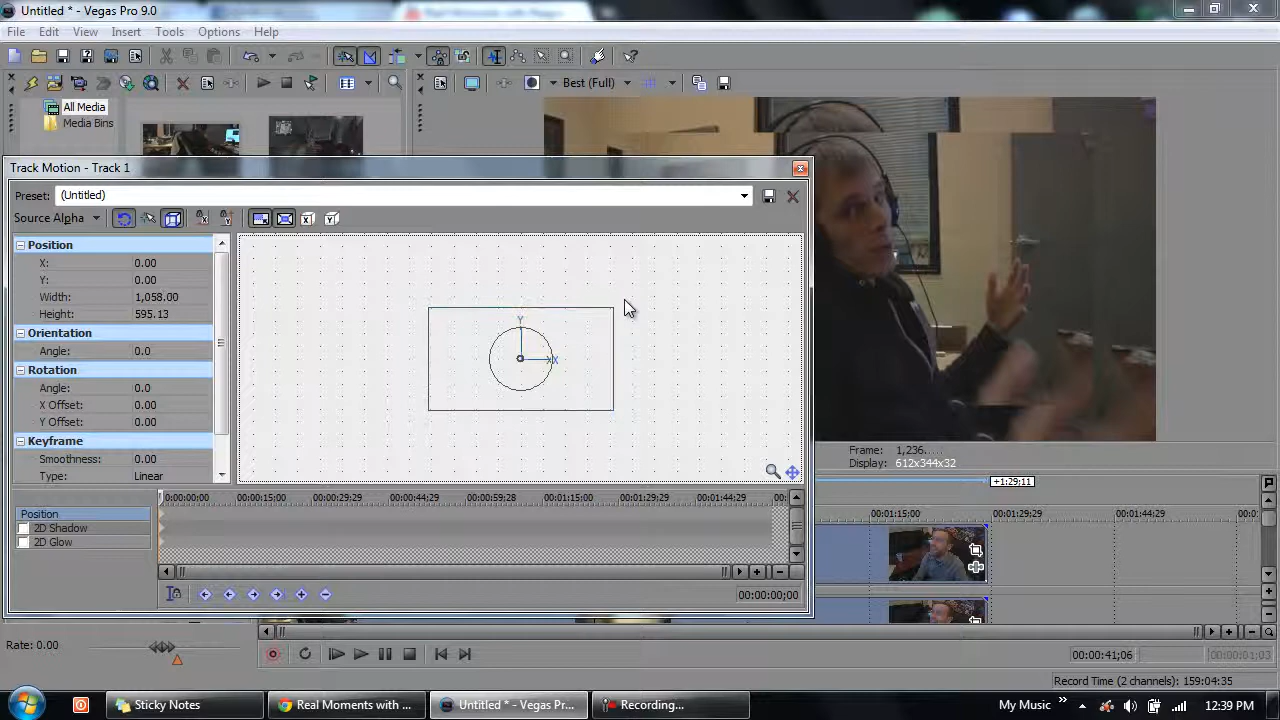 Untitled * - Vegas Pro 9.0
File Edit View Insert Tools Options Help
Best (Full)
All Media
Media Bins
Track Motion - Track 1
Preset: (Untitled)
Source Alpha
Position
X: 0.00
Y: 0.00
Width: 1,058.00
Height: 595.13
Orientation
Angle: 0.0
Rotation
Angle: 0.0
X Offset: 0.00
Y Offset: 0.00
Keyframe
Smoothness: 0.00
Type: Linear
Y
X
Frame: 1,236
Display: 612x344x32
+1:29;11
0:00:00;00 00:00:15;00 00:00:29;29 00:00:44;29 00:00:59;28 00:01:15;00 00:01:29;29 00:01:44;29 00:
00:01:15;00 00:01:29;29 00:01:44;29 00:0
Position
2D Shadow
2D Glow
00:00:00;00
Rate: 0.00
00:00:41;06 00:00:01;03
Record Time (2 channels): 159:04:35
Sticky Notes
Real Moments with ...
Untitled * - Vegas Pr...
Recording...
My Music
12:39 PM